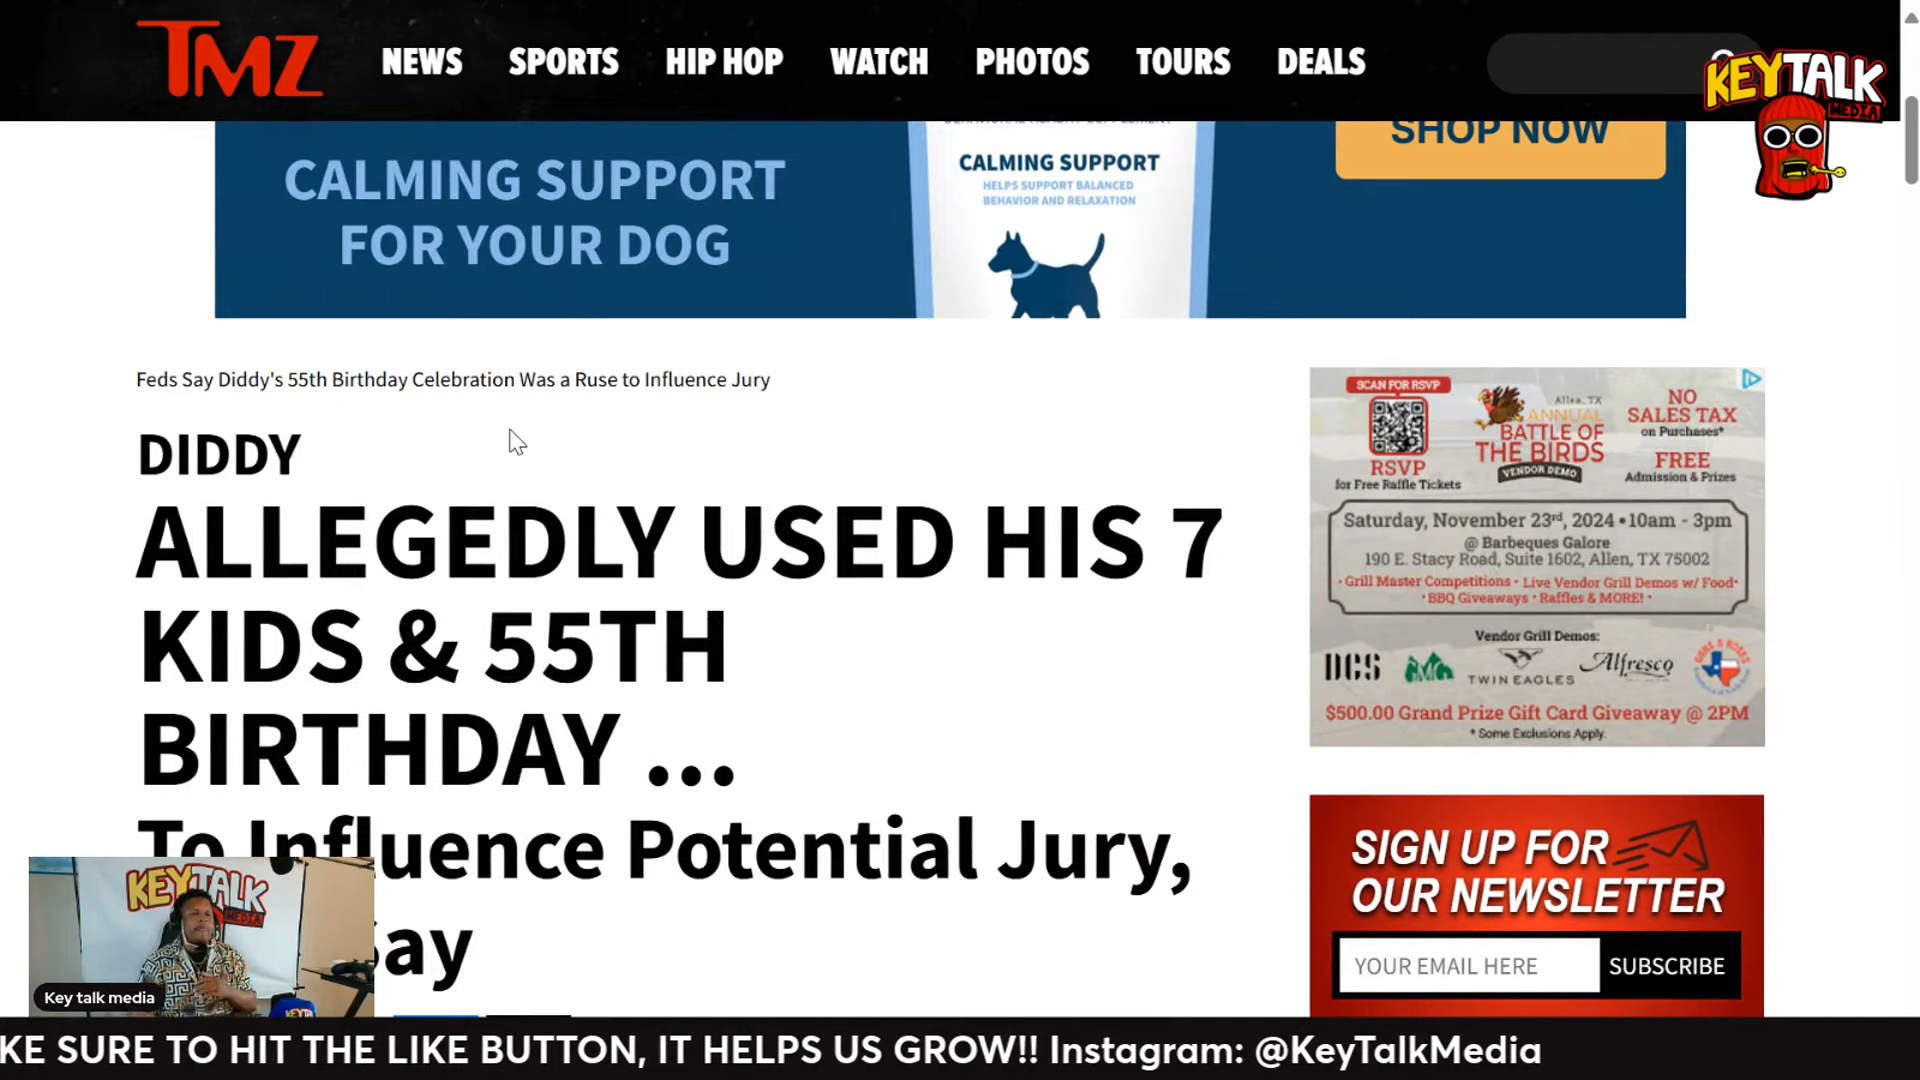 TMZ
NEWS SPORTS HIP HOP WATCH PHOTOS TOURS DEALS
KEYTALK
MEDIA
CALMING SUPPORT
FOR YOUR DOG
CALMING SUPPORT
HELPS SUPPORT BALANCED
BEHAVIOR AND RELAXATION
SHOP NOW
Feds Say Diddy's 55th Birthday Celebration Was a Ruse to Influence Jury
DIDDY
ALLEGEDLY USED HIS 7
KIDS & 55TH
BIRTHDAY ...
To Influence Potential Jury,
Say
SCAN FOR RSVP
RSVP
for Free Raffle Tickets
Allen, TX
ANNUAL
BATTLE OF
THE BIRDS
VENDOR DEMO
NO
SALES TAX
on Purchases*
FREE
Admission & Prizes
Saturday, November 23rd, 2024 • 10am - 3pm
@ Barbeques Galore
190 E. Stacy Road, Suite 1602, Allen, TX 75002
• Grill Master Competitions • Live Vendor Grill Demos w/ Food•
• BBQ Giveaways • Raffles & MORE! •
Vendor Grill Demos:
DCS
TWIN EAGLES
Alfresco
$500.00 Grand Prize Gift Card Giveaway @ 2PM
* Some Exclusions Apply.
SIGN UP FOR
OUR NEWSLETTER
YOUR EMAIL HERE SUBSCRIBE
KEYTALK
MEDIA
Key talk media
KE SURE TO HIT THE LIKE BUTTON, IT HELPS US GROW!! Instagram: @KeyTalkMedia